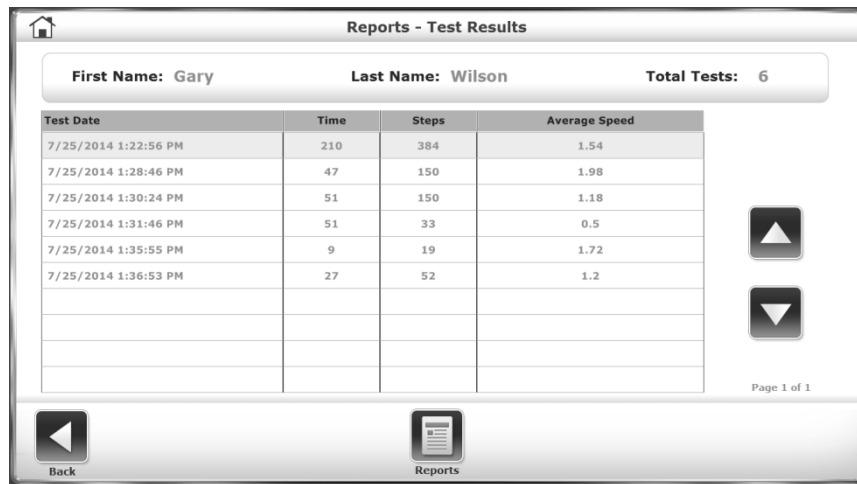 Reports - Test Results
First Name: Gary Last Name: Wilson Total Tests: 6
Test Date Time Steps Average Speed
7/25/2014 1:22:56 PM 210 384 1.54
7/25/2014 1:28:46 PM 47 150 1.98
7/25/2014 1:30:24 PM 51 150 1.18
7/25/2014 1:31:46 PM 51 33 0.5
7/25/2014 1:35:55 PM 9 19 1.72
7/25/2014 1:36:53 PM 27 52 1.2
Page 1 of 1
Back Reports